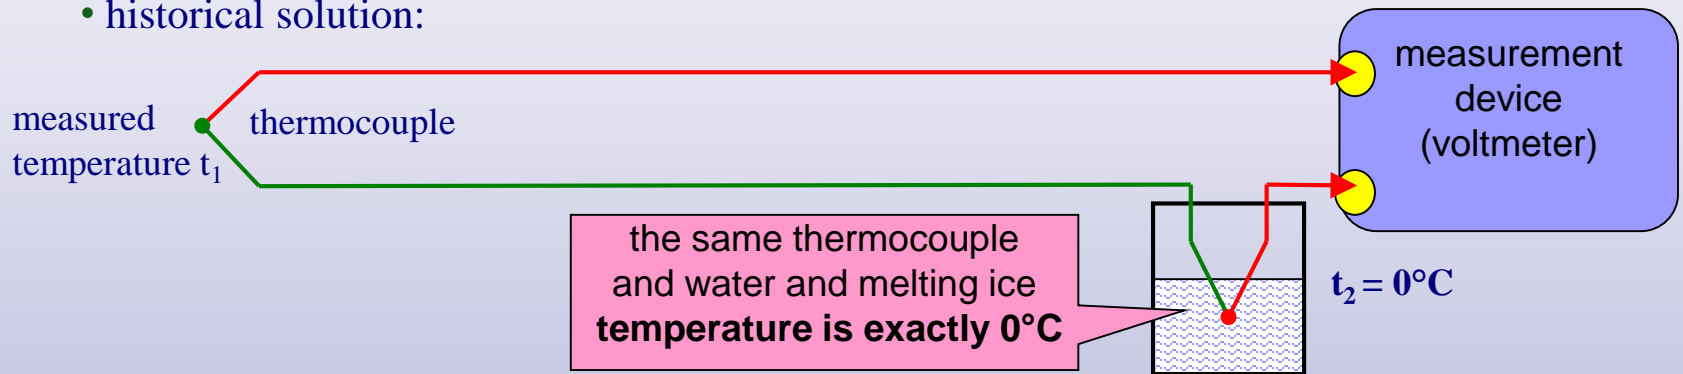 • historical solution:
measured
temperature t₁
thermocouple
measurement
device
(voltmeter)
the same thermocouple
and water and melting ice
temperature is exactly 0°C
t₂ = 0°C